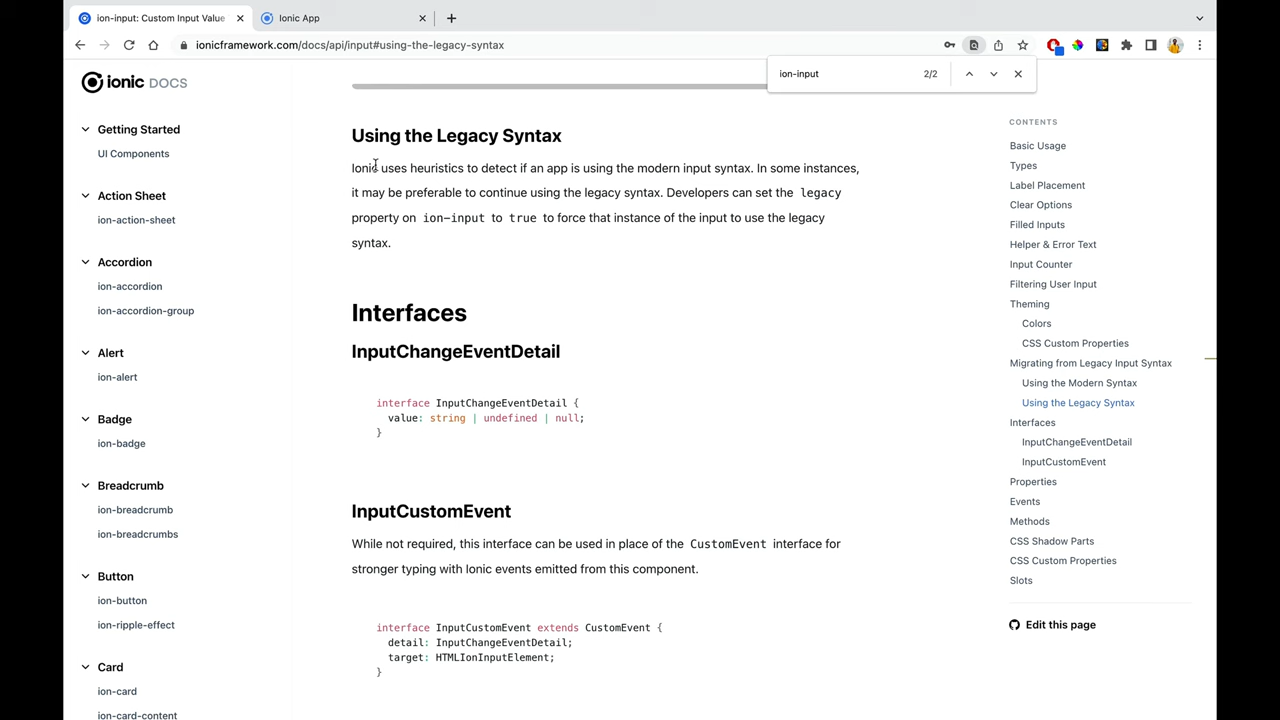 ion-input: Custom Input Value
Ionic App
ionicframework.com/docs/api/input#using-the-legacy-syntax
ion-input
2/2
ionic DOCS
Getting Started
UI Components
Action Sheet
ion-action-sheet
Accordion
ion-accordion
ion-accordion-group
Alert
ion-alert
Badge
ion-badge
Breadcrumb
ion-breadcrumb
ion-breadcrumbs
Button
ion-button
ion-ripple-effect
Card
ion-card
ion-card-content
Using the Legacy Syntax
Ionic uses heuristics to detect if an app is using the modern input syntax. In some instances,
it may be preferable to continue using the legacy syntax. Developers can set the legacy
property on ion-input to true to force that instance of the input to use the legacy
syntax.
Interfaces
InputChangeEventDetail
interface InputChangeEventDetail {
value: string | undefined | null;
}
InputCustomEvent
While not required, this interface can be used in place of the CustomEvent interface for
stronger typing with Ionic events emitted from this component.
interface InputCustomEvent extends CustomEvent {
detail: InputChangeEventDetail;
target: HTMLIonInputElement;
}
CONTENTS
Basic Usage
Types
Label Placement
Clear Options
Filled Inputs
Helper & Error Text
Input Counter
Filtering User Input
Theming
Colors
CSS Custom Properties
Migrating from Legacy Input Syntax
Using the Modern Syntax
Using the Legacy Syntax
Interfaces
InputChangeEventDetail
InputCustomEvent
Properties
Events
Methods
CSS Shadow Parts
CSS Custom Properties
Slots
Edit this page